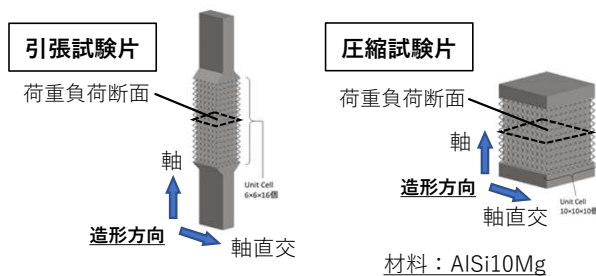 引張試験片
荷重負荷断面
軸
Unit Cell
6×6×16個
造形方向
軸直交
圧縮試験片
荷重負荷断面
軸
造形方向
Unit Cell
10×10×10個
軸直交
材料：AlSi10Mg